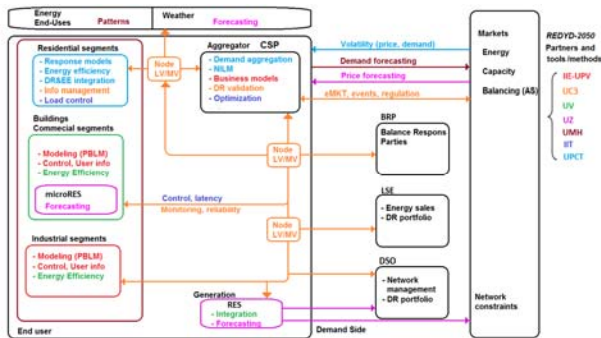 Energy
End-Uses
Patterns
Weather
Forecasting
Residential segments
- Response models
- Energy efficiency
- DR&EE integration
- Info management
- Load control
Node
LV/MV
Aggregator CSP
- Demand aggregation
- NILM
- Business models
- DR validation
- Optimization
Volatility (price, demand)
Demand forecasting
Price forecasting
eMKT, events, regulation
Markets
Energy
Capacity
Balancing (AS)
REDYD-2050
Partners and
tools/methods
IIE-UPV
UC3
UV
UZ
UMH
IIT
UPCT
Buildings
Commecial segments
- Modeling (PBLM)
- Control, User info
- Energy Efficiency
microRES
Forecasting
Node
LV/MV
BRP
Balance Respons
Parties
Control, latency
Monitoring, reliability
LSE
- Energy sales
- DR portfolio
Node
LV/MV
Industrial segments
- Modeling (PBLM)
- Control, User info
- Energy Efficiency
DSO
- Network
management
- DR portfolio
Generation
RES
- Integration
- Forecasting
Network
constraints
End user
Demand Side